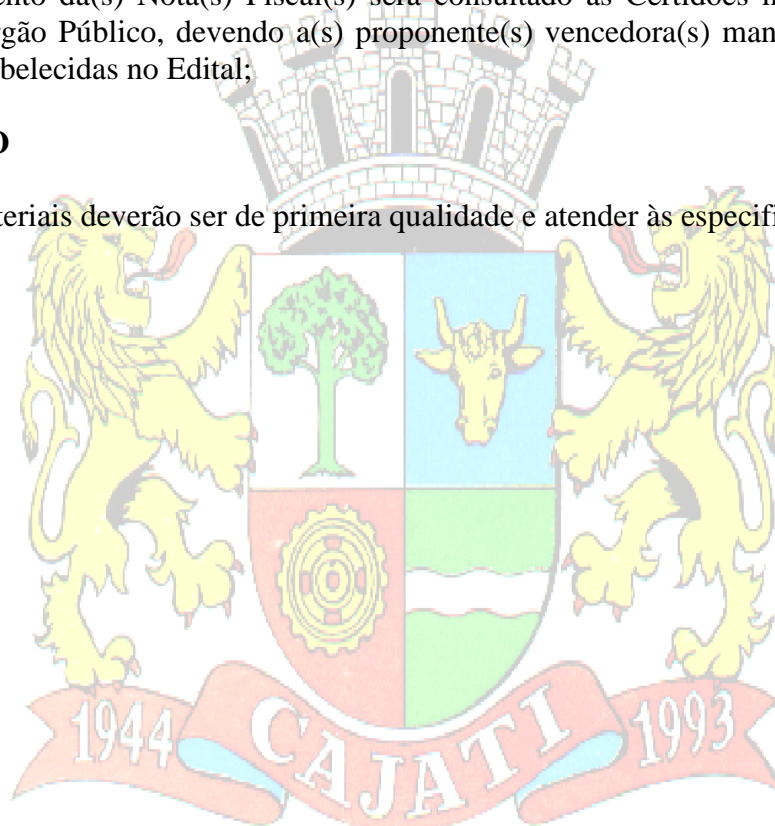 ento da(s) Nota(s) Fiscal(s) será consultado as Certidões n
rgão Público, devendo a(s) proponente(s) vencedora(s) man
belecidas no Edital;
O
teriais deverão ser de primeira qualidade e atender às especifi
1944 CAJATI 1993